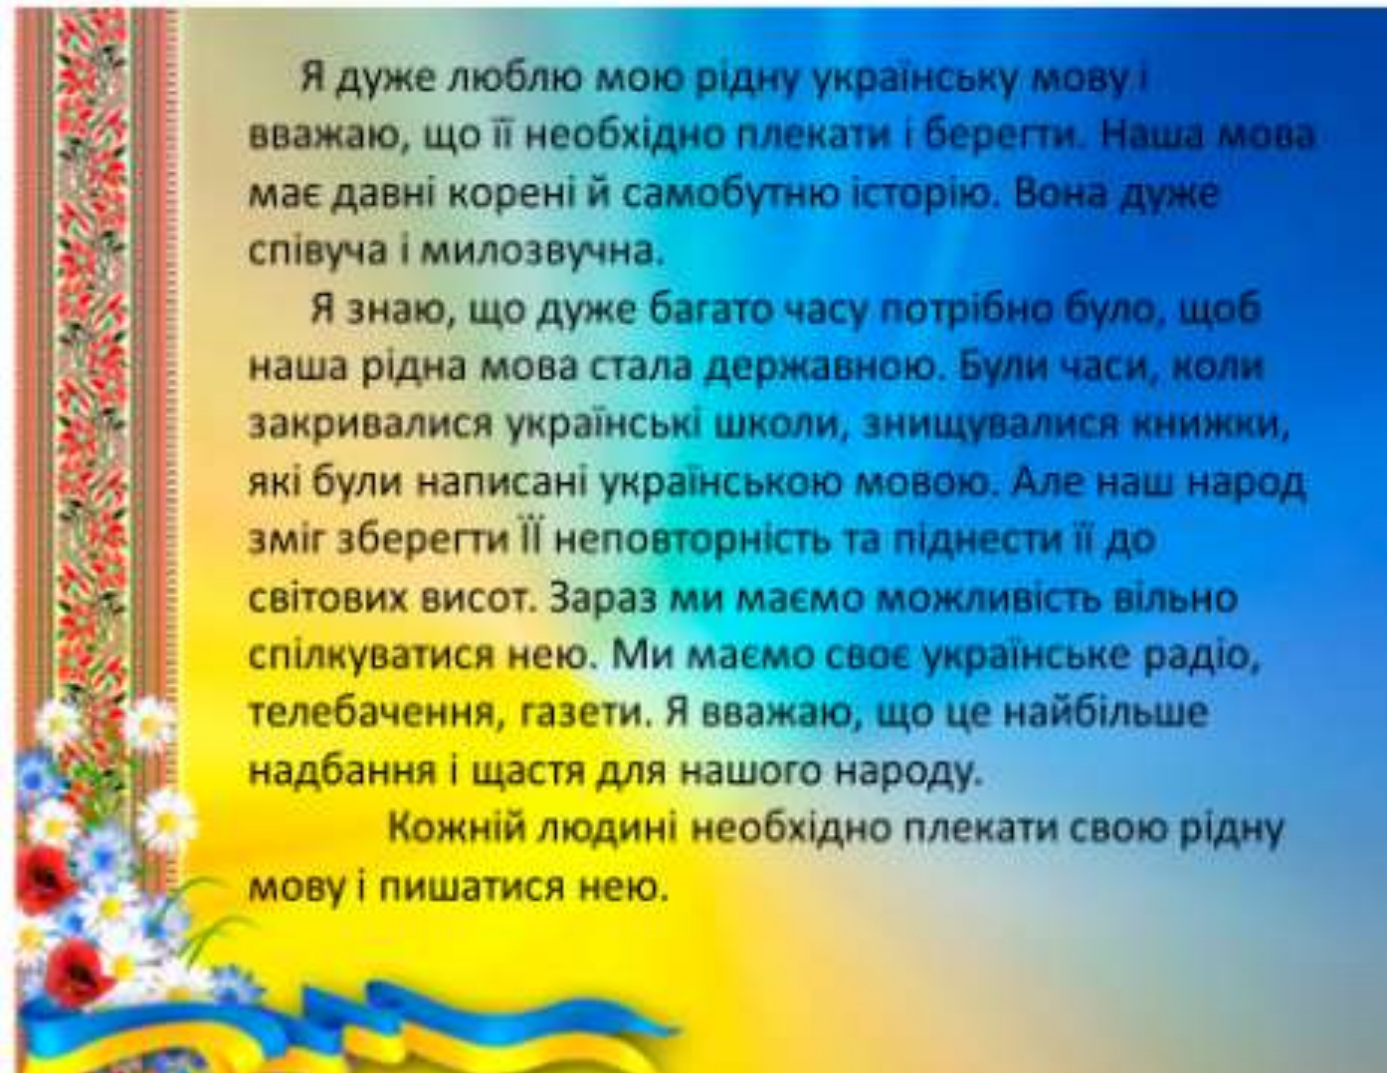 Я дуже люблю мою рідну українську мову і
вважаю, що її необхідно плекати і берегти. Наша мова
має давні корені й самобутню історію. Вона дуже
співуча і милозвучна.
Я знаю, що дуже багато часу потрібно було, щоб
наша рідна мова стала державною. Були часи, коли
закривалися українські школи, знищувалися книжки,
які були написані українською мовою. Але наш народ
зміг зберегти ЇЇ неповторність та піднести її до
світових висот. Зараз ми маємо можливість вільно
спілкуватися нею. Ми маємо своє українське радіо,
телебачення, газети. Я вважаю, що це найбільше
надбання і щастя для нашого народу.
Кожній людині необхідно плекати свою рідну
мову і пишатися нею.